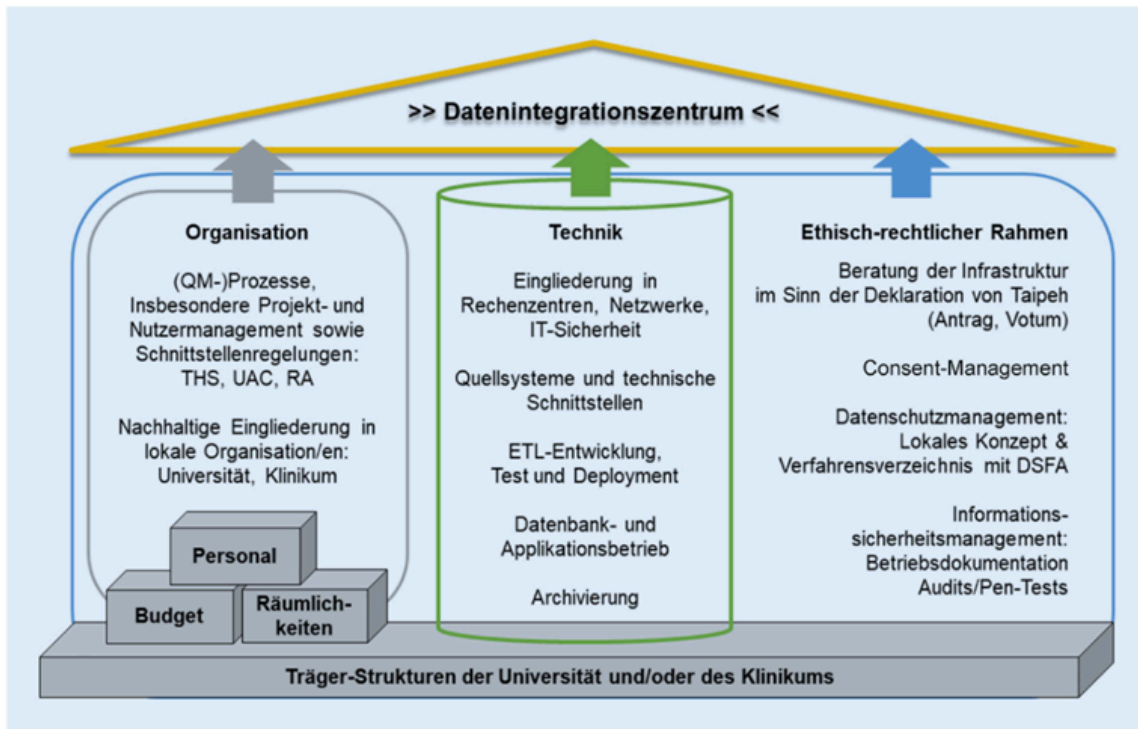 >> Datenintegrationszentrum <<
Organisation
(QM-)Prozesse,
Insbesondere Projekt- und
Nutzermanagement sowie
Schnittstellenregelungen:
THS, UAC, RA
Nachhaltige Eingliederung in
lokale Organisation/en:
Universität, Klinikum
Personal
Budget
Räumlich-
keiten
Technik
Eingliederung in
Rechenzentren, Netzwerke,
IT-Sicherheit
Quellsysteme und technische
Schnittstellen
ETL-Entwicklung,
Test und Deployment
Datenbank- und
Applikationsbetrieb
Archivierung
Ethisch-rechtlicher Rahmen
Beratung der Infrastruktur
im Sinn der Deklaration von Taipeh
(Antrag, Votum)
Consent-Management
Datenschutzmanagement:
Lokales Konzept &
Verfahrensverzeichnis mit DSFA
Informations-
sicherheitsmanagement:
Betriebsdokumentation
Audits/Pen-Tests
Träger-Strukturen der Universität und/oder des Klinikums